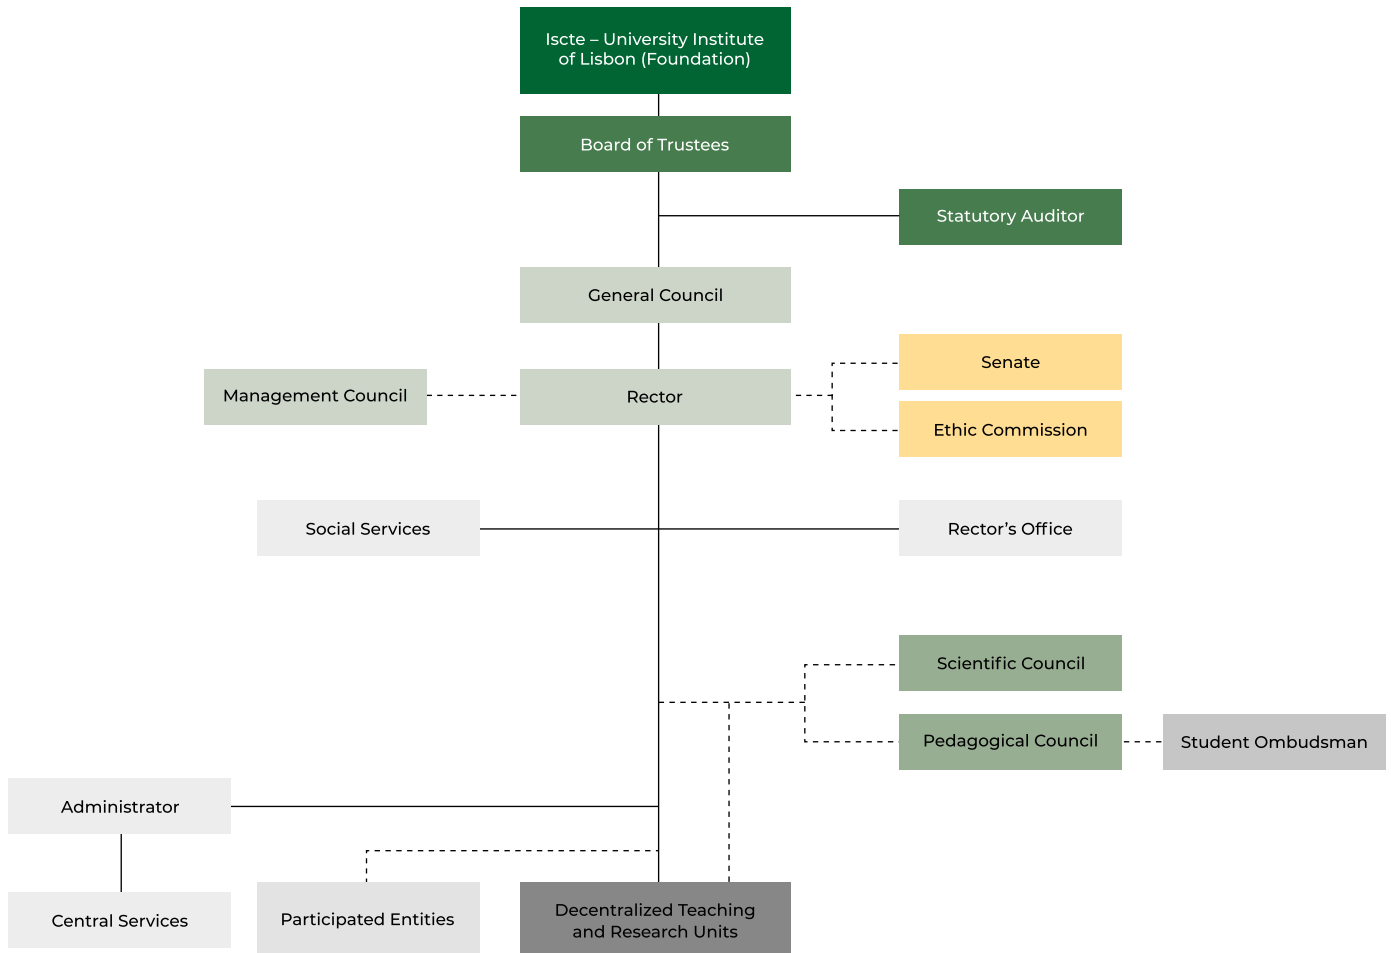 Iscte – University Institute
of Lisbon (Foundation)
Board of Trustees
Statutory Auditor
General Council
Senate
Management Council
Rector
Ethic Commission
Social Services
Rector’s Office
Scientific Council
Pedagogical Council
Student Ombudsman
Administrator
Central Services
Participated Entities
Decentralized Teaching
and Research Units